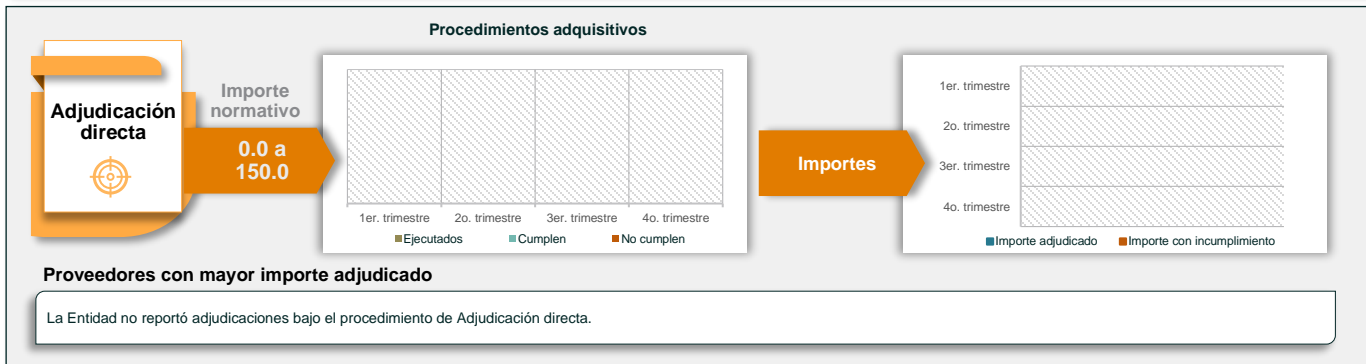 Procedimientos adquisitivos
Adjudicación
directa
Importe
normativo
0.0 a
150.0
1er. trimestre 2o. trimestre 3er. trimestre 4o. trimestre
Ejecutados Cumplen No cumplen
Importes
1er. trimestre
2o. trimestre
3er. trimestre
4o. trimestre
Importe adjudicado Importe con incumplimiento
Proveedores con mayor importe adjudicado
La Entidad no reportó adjudicaciones bajo el procedimiento de Adjudicación directa.